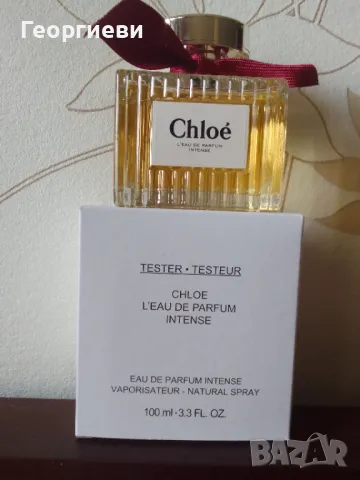 Георгиеви
Chloé
L'EAU DE PARFUM
INTENSE
TESTER • TESTEUR
CHLOE
L'EAU DE PARFUM
INTENSE
EAU DE PARFUM INTENSE
VAPORISATEUR - NATURAL SPRAY
100 ml - 3.3 FL. OZ.
BAZAR